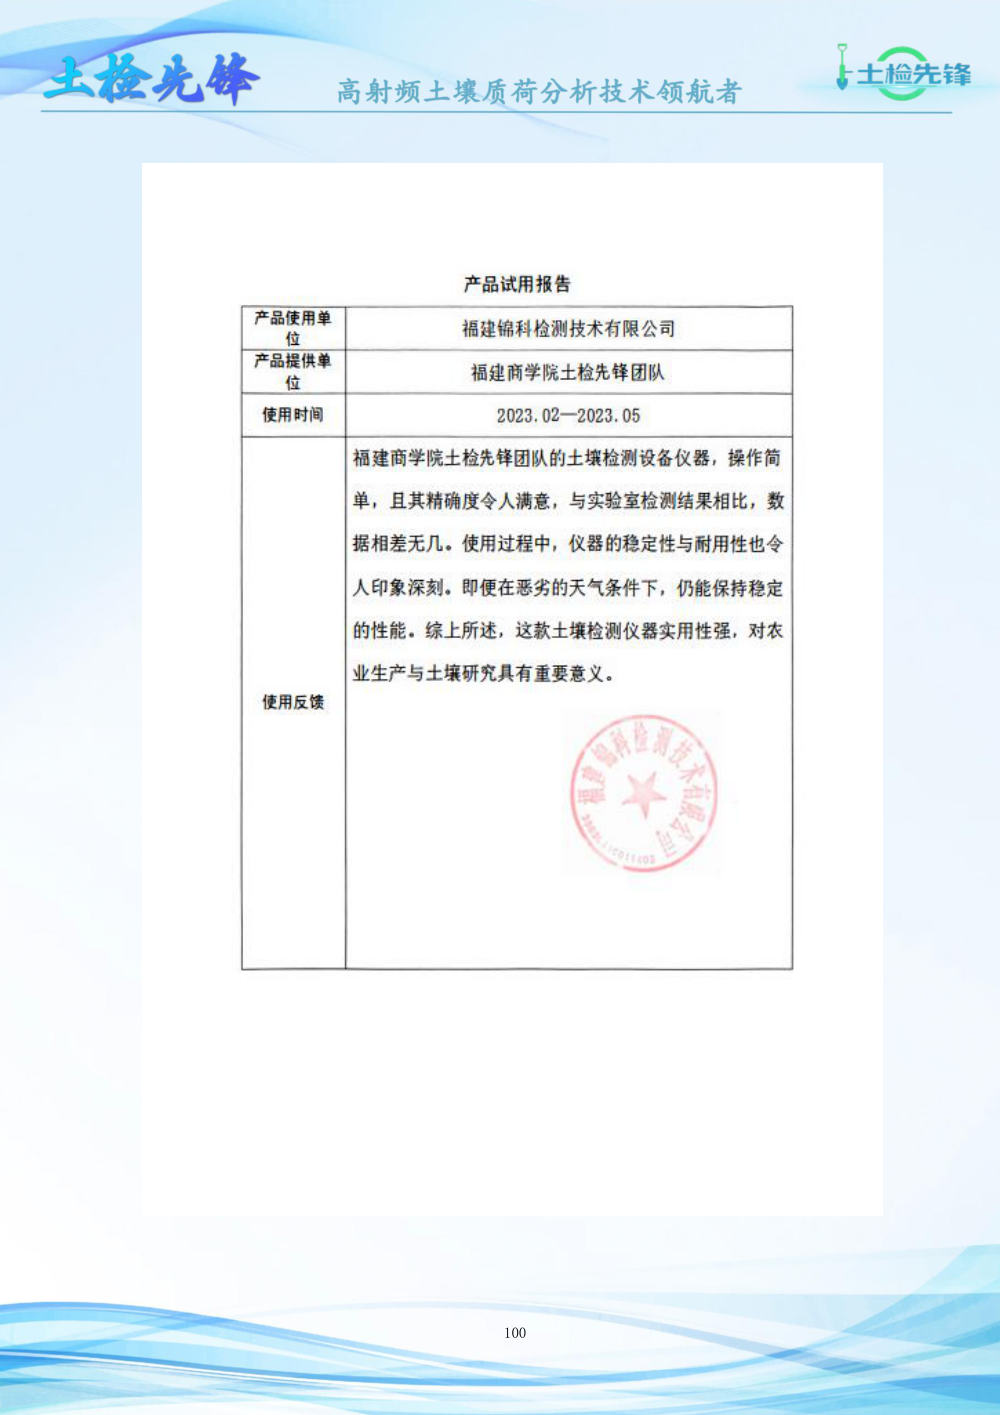 土检先锋
高射频土壤质荷分析技术领航者
土检先锋
产品试用报告
产品使用单
位
福建锦科检测技术有限公司
产品提供单
位
福建商学院土检先锋团队
使用时间
2023.02—2023.05
使用反馈
福建商学院土检先锋团队的土壤检测设备仪器，操作简
单，且其精确度令人满意，与实验室检测结果相比，数
据相差无几。使用过程中，仪器的稳定性与耐用性也令
人印象深刻。即便在恶劣的天气条件下，仍能保持稳定
的性能。综上所述，这款土壤检测仪器实用性强，对农
业生产与土壤研究具有重要意义。
福建锦科检测技术有限公司
100